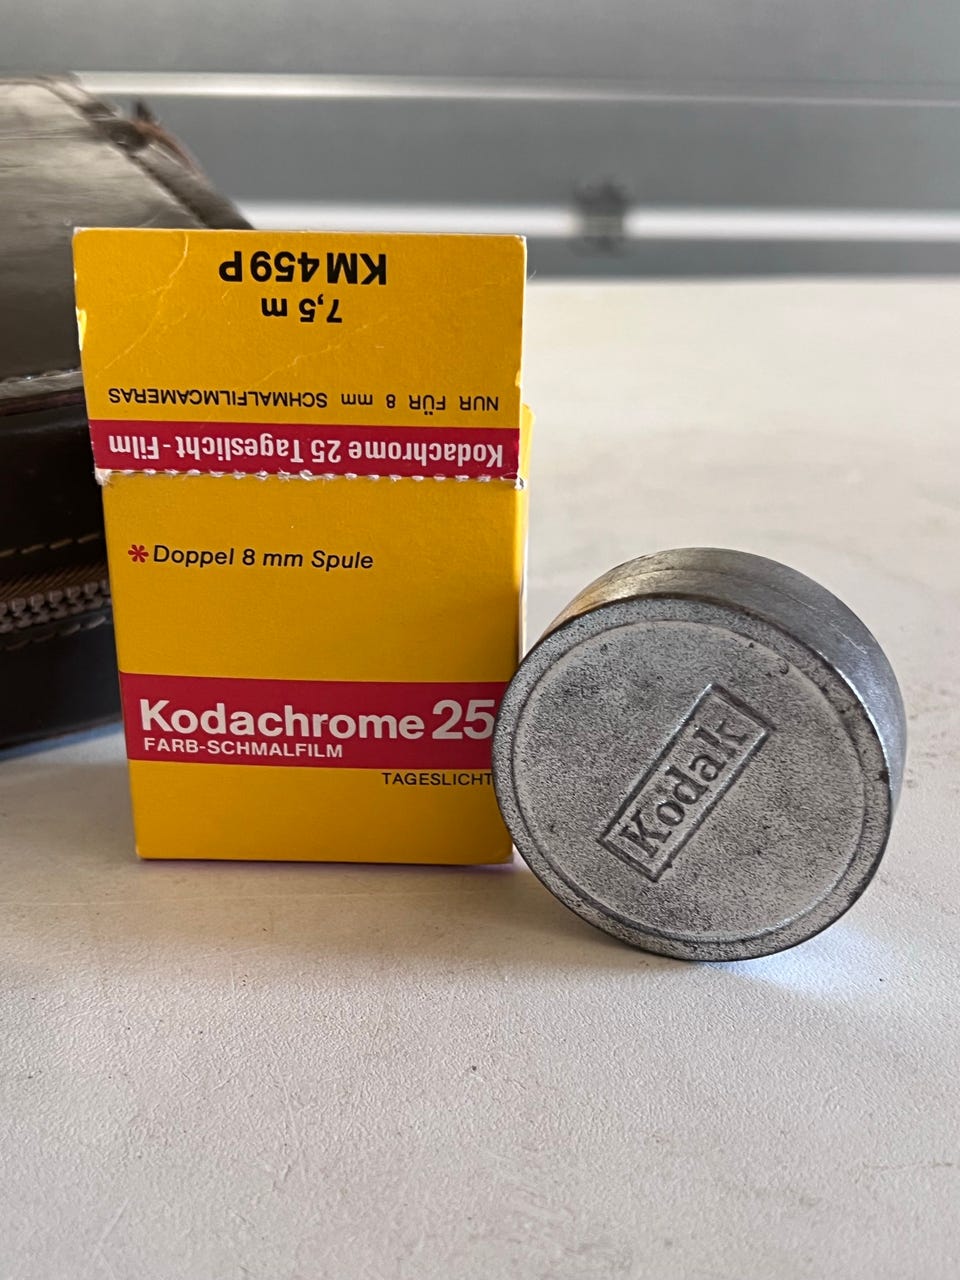 KM459P
7,5 m
NUR FÜR 8 mm SCHMALFILMCAMERAS
Kodachrome 25 Tageslicht-Film
*Doppel 8 mm Spule
Kodachrome 25
FARB-SCHMALFILM
TAGESLICHT
Kodak